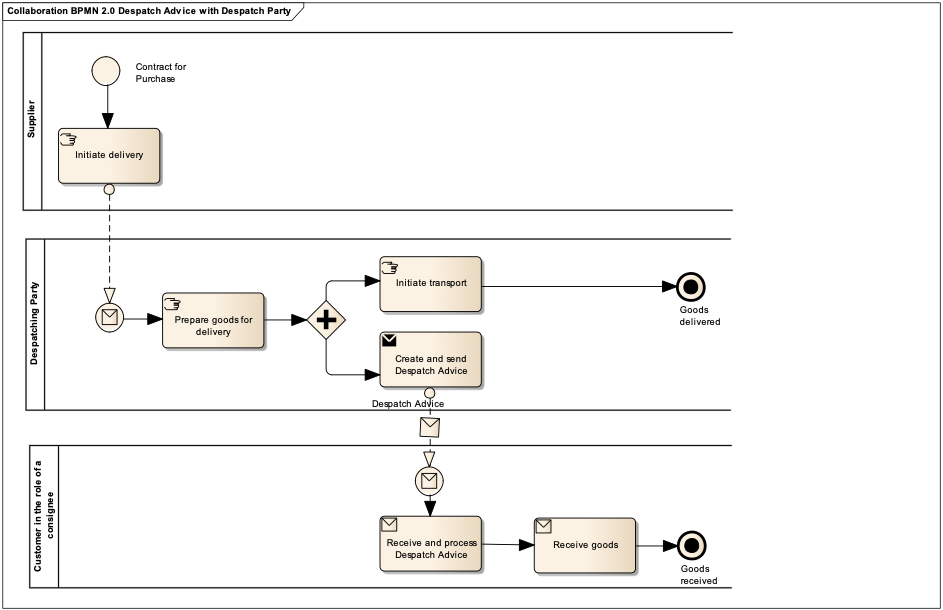 Collaboration BPMN 2.0 Despatch Advice with Despatch Party
Supplier
Contract for
Purchase
Initiate delivery
Despatching Party
Prepare goods for
delivery
Initiate transport
Goods
delivered
Create and send
Despatch Advice
Despatch Advice
Customer in the role of a
consignee
Receive and process
Despatch Advice
Receive goods
Goods
received